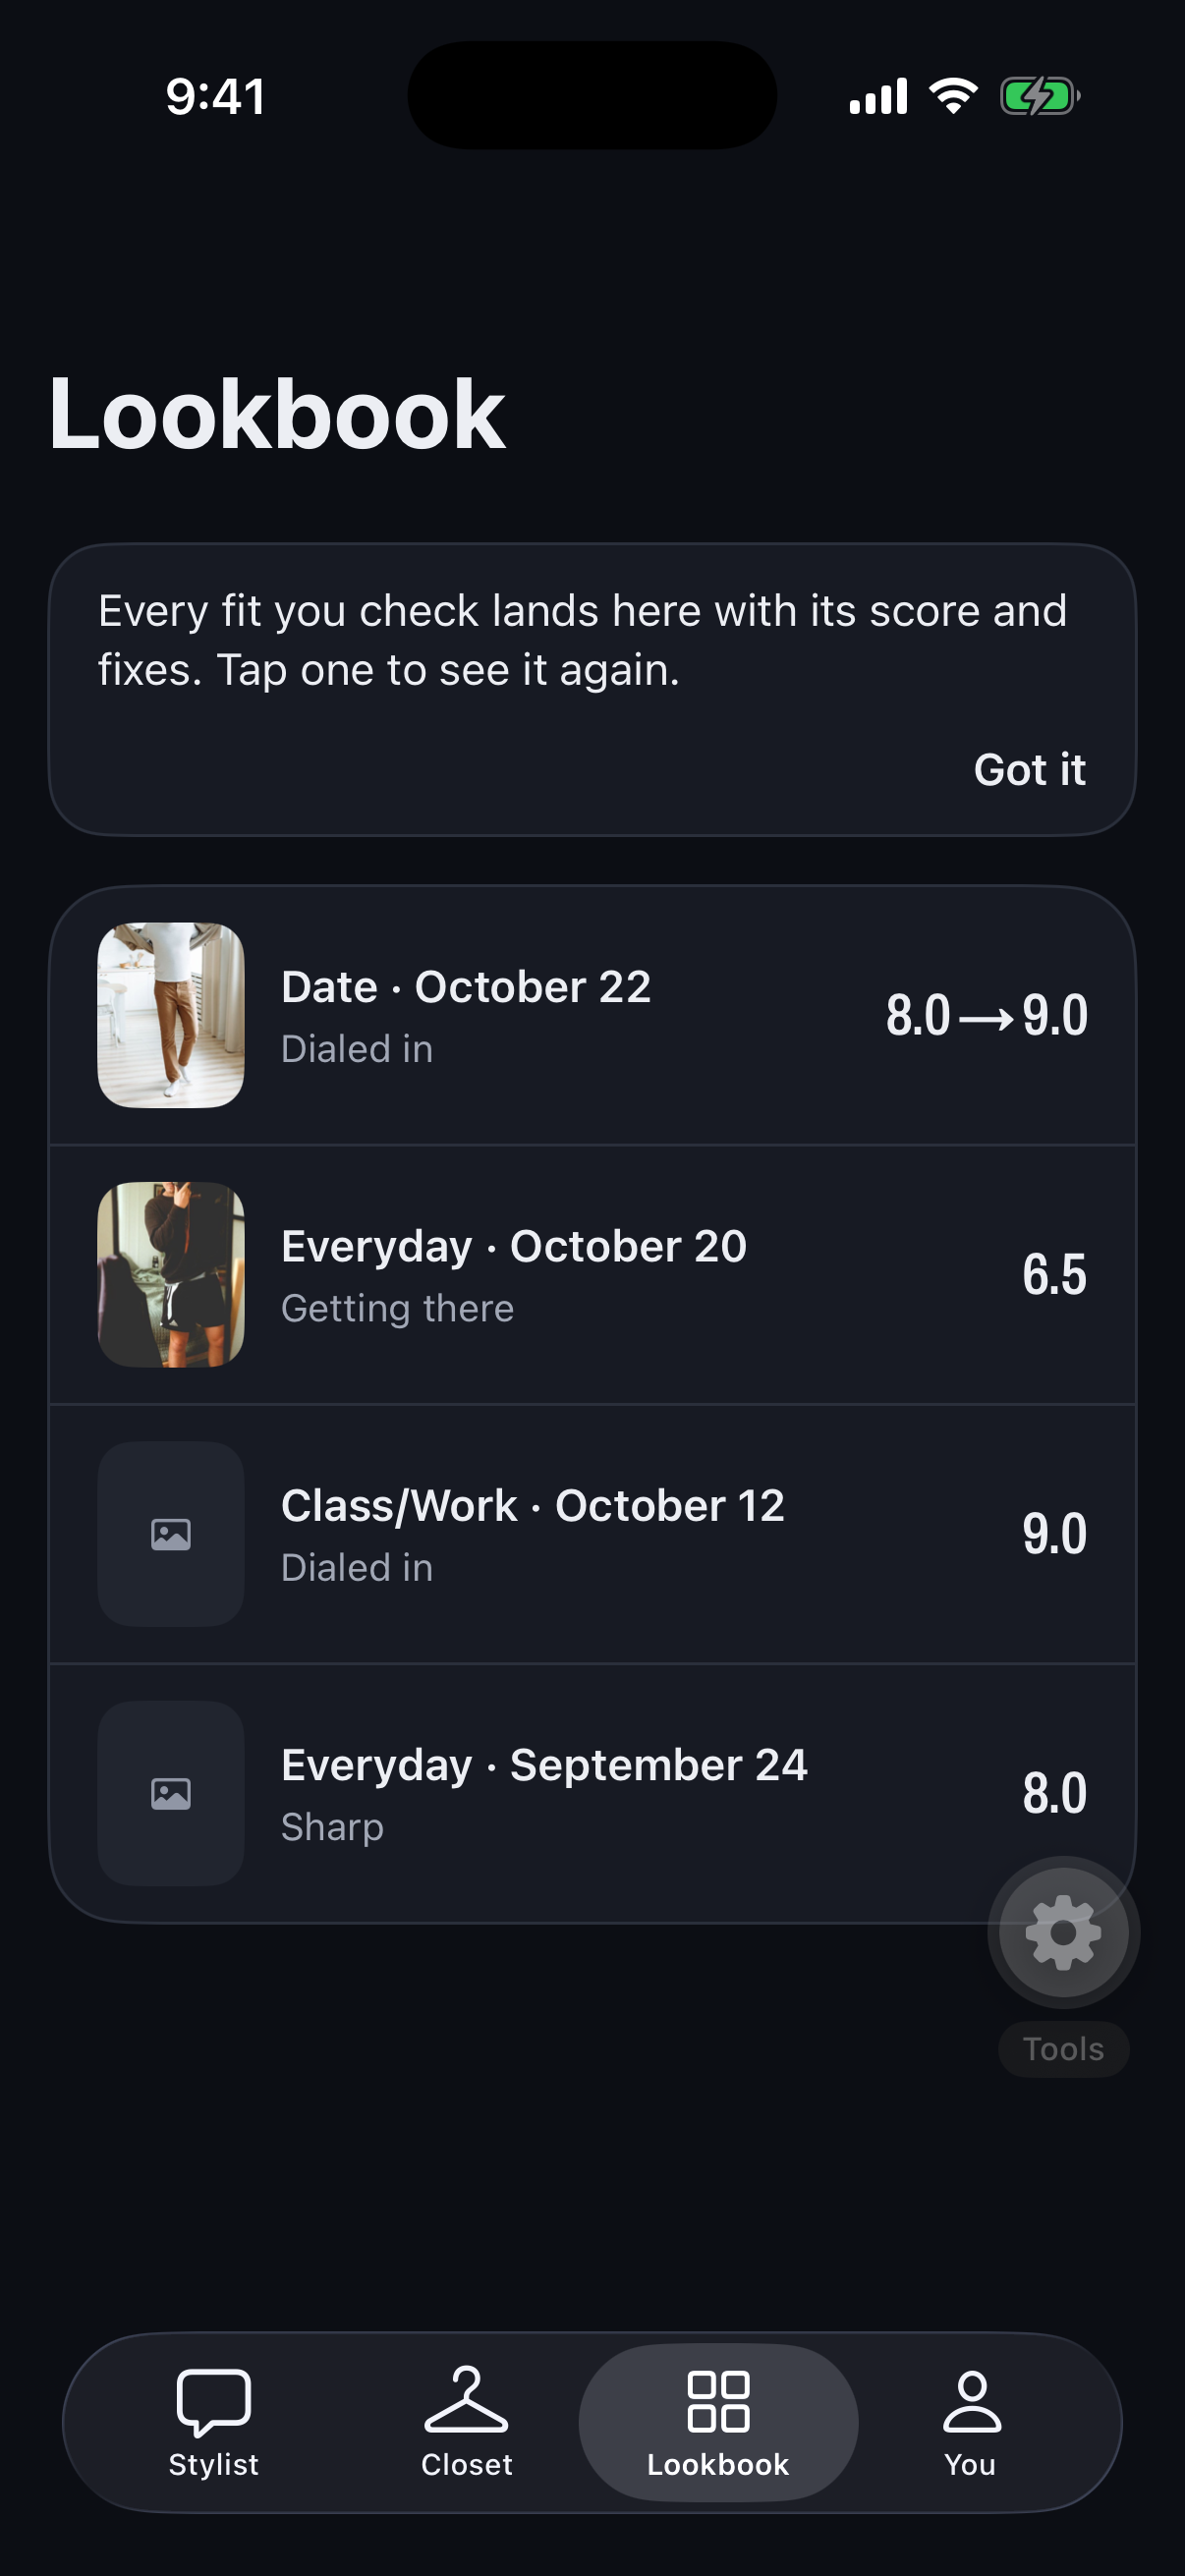 9:41
Lookbook
Every fit you check lands here with its score and
fixes. Tap one to see it again.
Got it
Date · October 22
Dialed in
8.0→9.0
Everyday · October 20
Getting there
6.5
Class/Work · October 12
Dialed in
9.0
Everyday · September 24
Sharp
8.0
Tools
Stylist
Closet
Lookbook
You